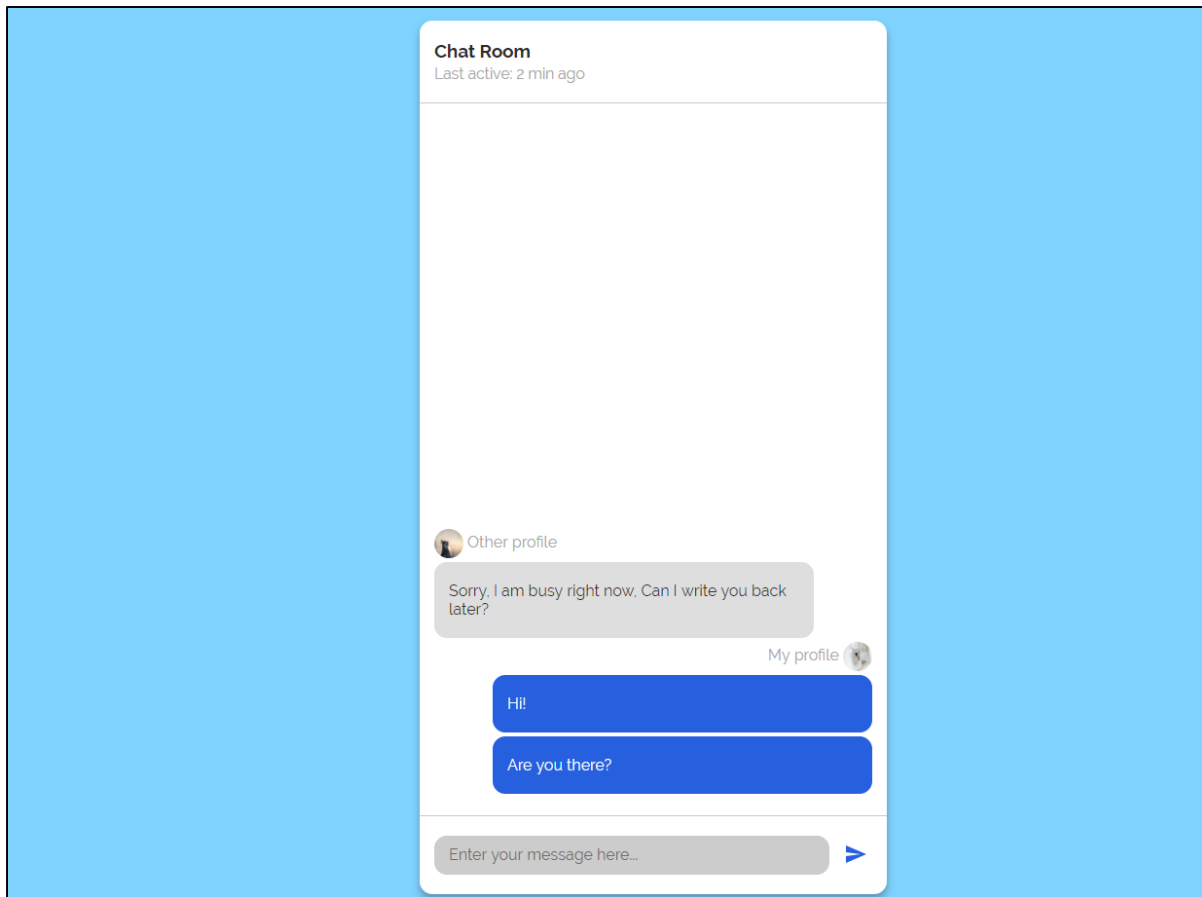 Chat Room
Last active: 2 min ago
Other profile
Sorry, I am busy right now, Can I write you back
later?
My profile
Hi!
Are you there?
Enter your message here...